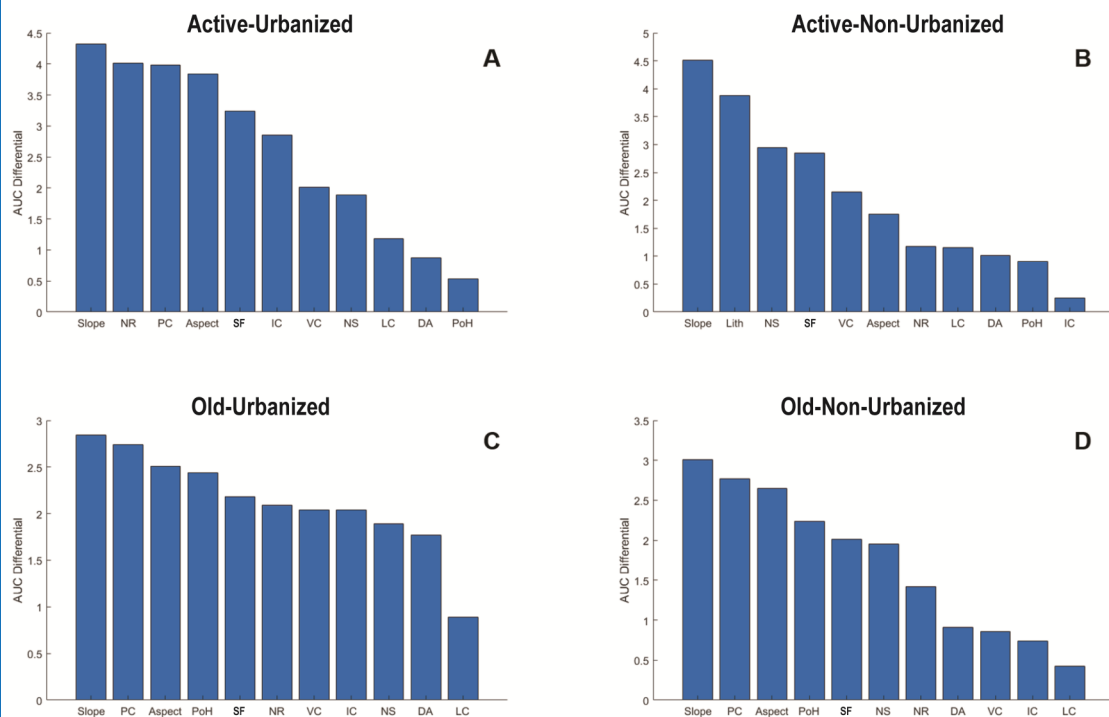 Active-Urbanized
A
AUC Differential
4.5
4
3.5
3
2.5
2
1.5
1
0.5
0
Slope NR PC Aspect SF IC VC NS LC DA PoH
Active-Non-Urbanized
B
AUC Differential
5
4.5
4
3.5
3
2.5
2
1.5
1
0.5
0
Slope Lith NS SF VC Aspect NR LC DA PoH IC
Old-Urbanized
C
AUC Differential
3
2.5
2
1.5
1
0.5
0
Slope PC Aspect PoH SF NR VC IC NS DA LC
Old-Non-Urbanized
D
AUC Differential
3.5
3
2.5
2
1.5
1
0.5
0
Slope PC Aspect PoH SF NS NR DA VC IC LC